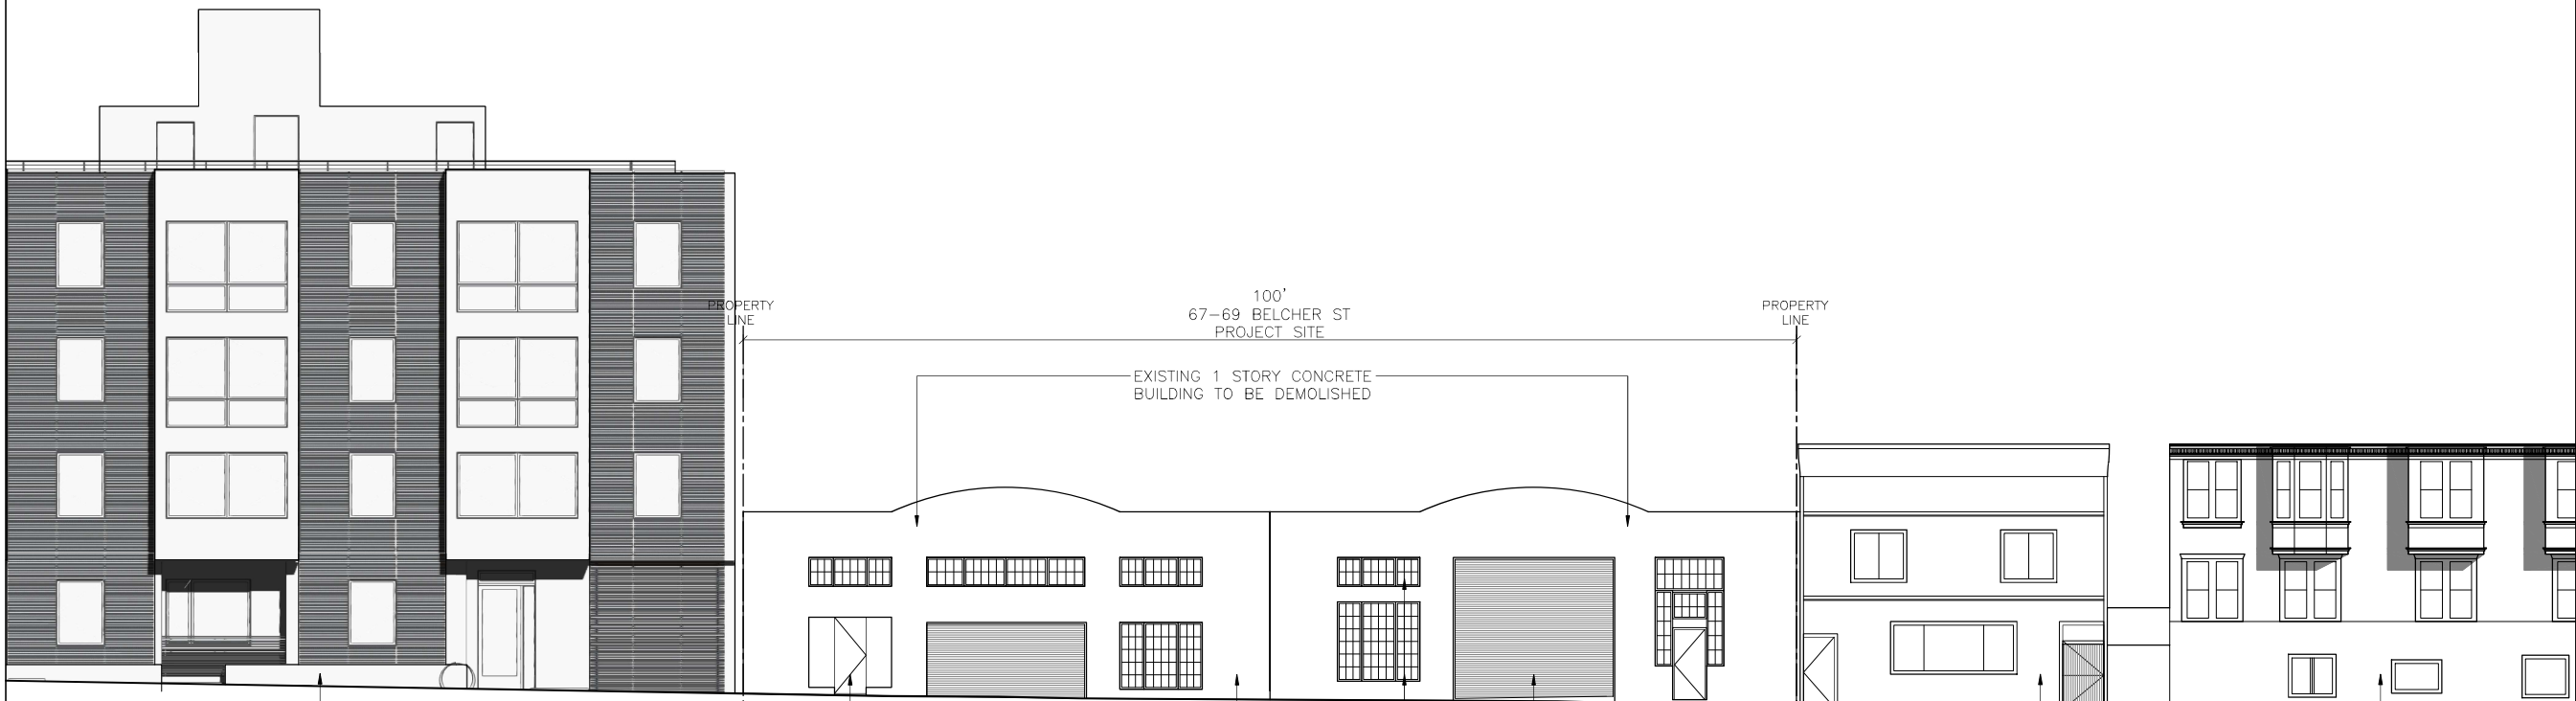 100'
67-69 BELCHER ST
PROJECT SITE
PROPERTY
LINE
PROPERTY
LINE
EXISTING 1 STORY CONCRETE
BUILDING TO BE DEMOLISHED